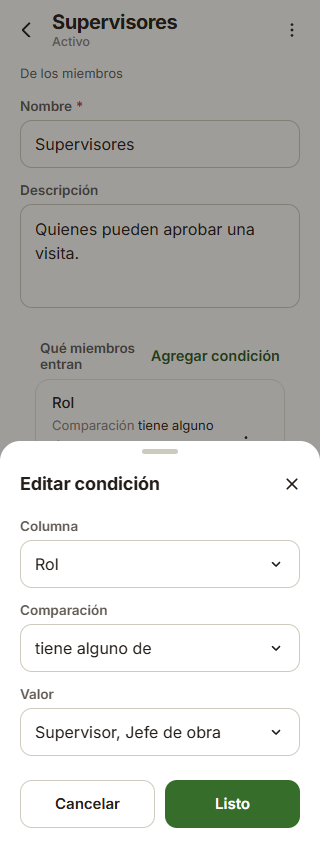 Supervisores
Activo
De los miembros
Nombre *
Supervisores
Descripción
Quienes pueden aprobar una
visita.
Qué miembros
entran
Agregar condición
Rol
Comparación tiene alguno
Editar condición
Columna
Rol
Comparación
tiene alguno de
Valor
Supervisor, Jefe de obra
Cancelar
Listo